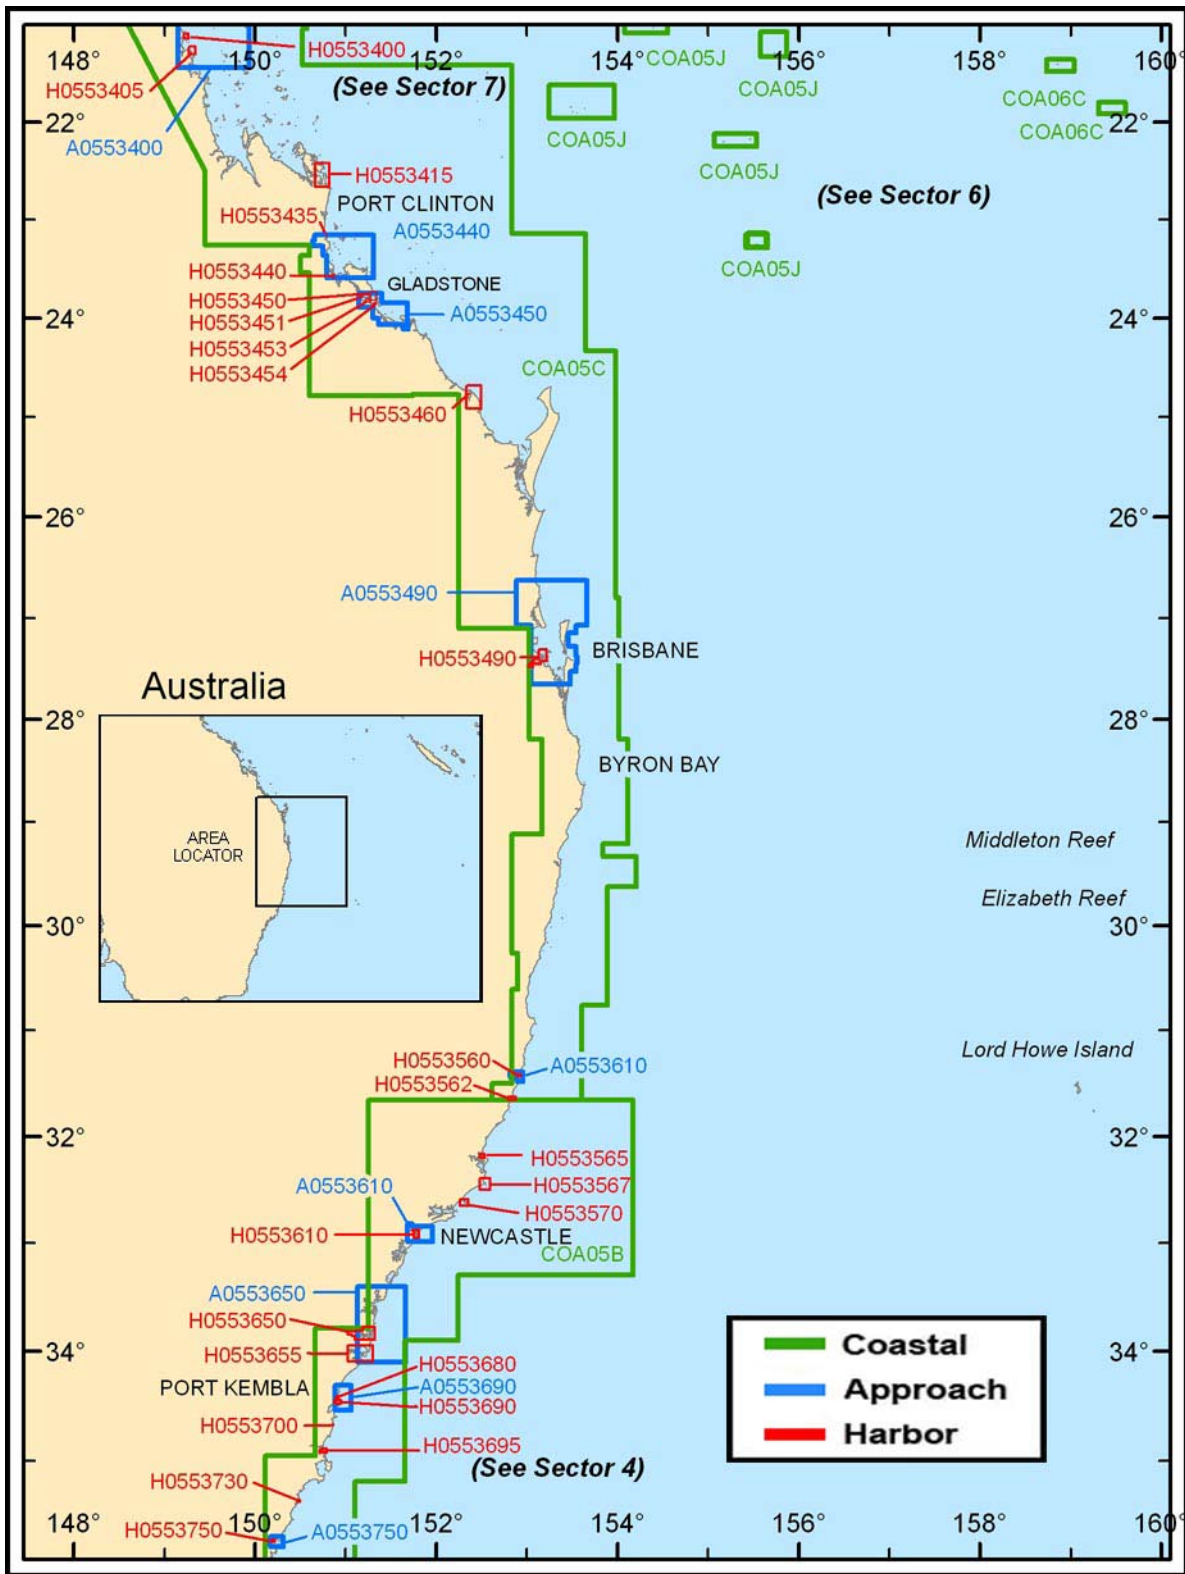 148°
150°
152°
154°
156°
158°
160°
H0553400
H0553405
(See Sector 7)
COA05J
COA05J
COA06C
COA06C
A0553400
22°
22°
COA05J
COA05J
H0553415
PORT CLINTON
(See Sector 6)
H0553435
A0553440
COA05J
H0553440
GLADSTONE
H0553450
H0553451
A0553450
24°
24°
H0553453
H0553454
COA05C
H0553460
26°
26°
A0553490
H0553490
BRISBANE
Australia
28°
28°
BYRON BAY
AREA
LOCATOR
Middleton Reef
Elizabeth Reef
30°
30°
H0553560
A0553610
Lord Howe Island
H0553562
32°
32°
H0553565
A0553610
H0553567
H0553570
H0553610
NEWCASTLE
COA05B
A0553650
H0553650
34°
34°
H0553655
H0553680
PORT KEMBLA
A0553690
H0553690
H0553700
H0553695
(See Sector 4)
Coastal
Approach
Harbor
H0553730
148°
150°
152°
154°
156°
158°
160°
H0553750
A0553750